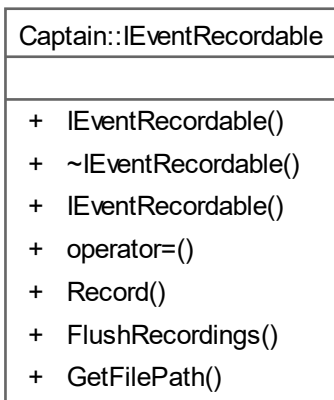 Captain::IEventRecordable
+ IEventRecordable()
+ ~IEventRecordable()
+ IEventRecordable()
+ operator=()
+ Record()
+ FlushRecordings()
+ GetFilePath()